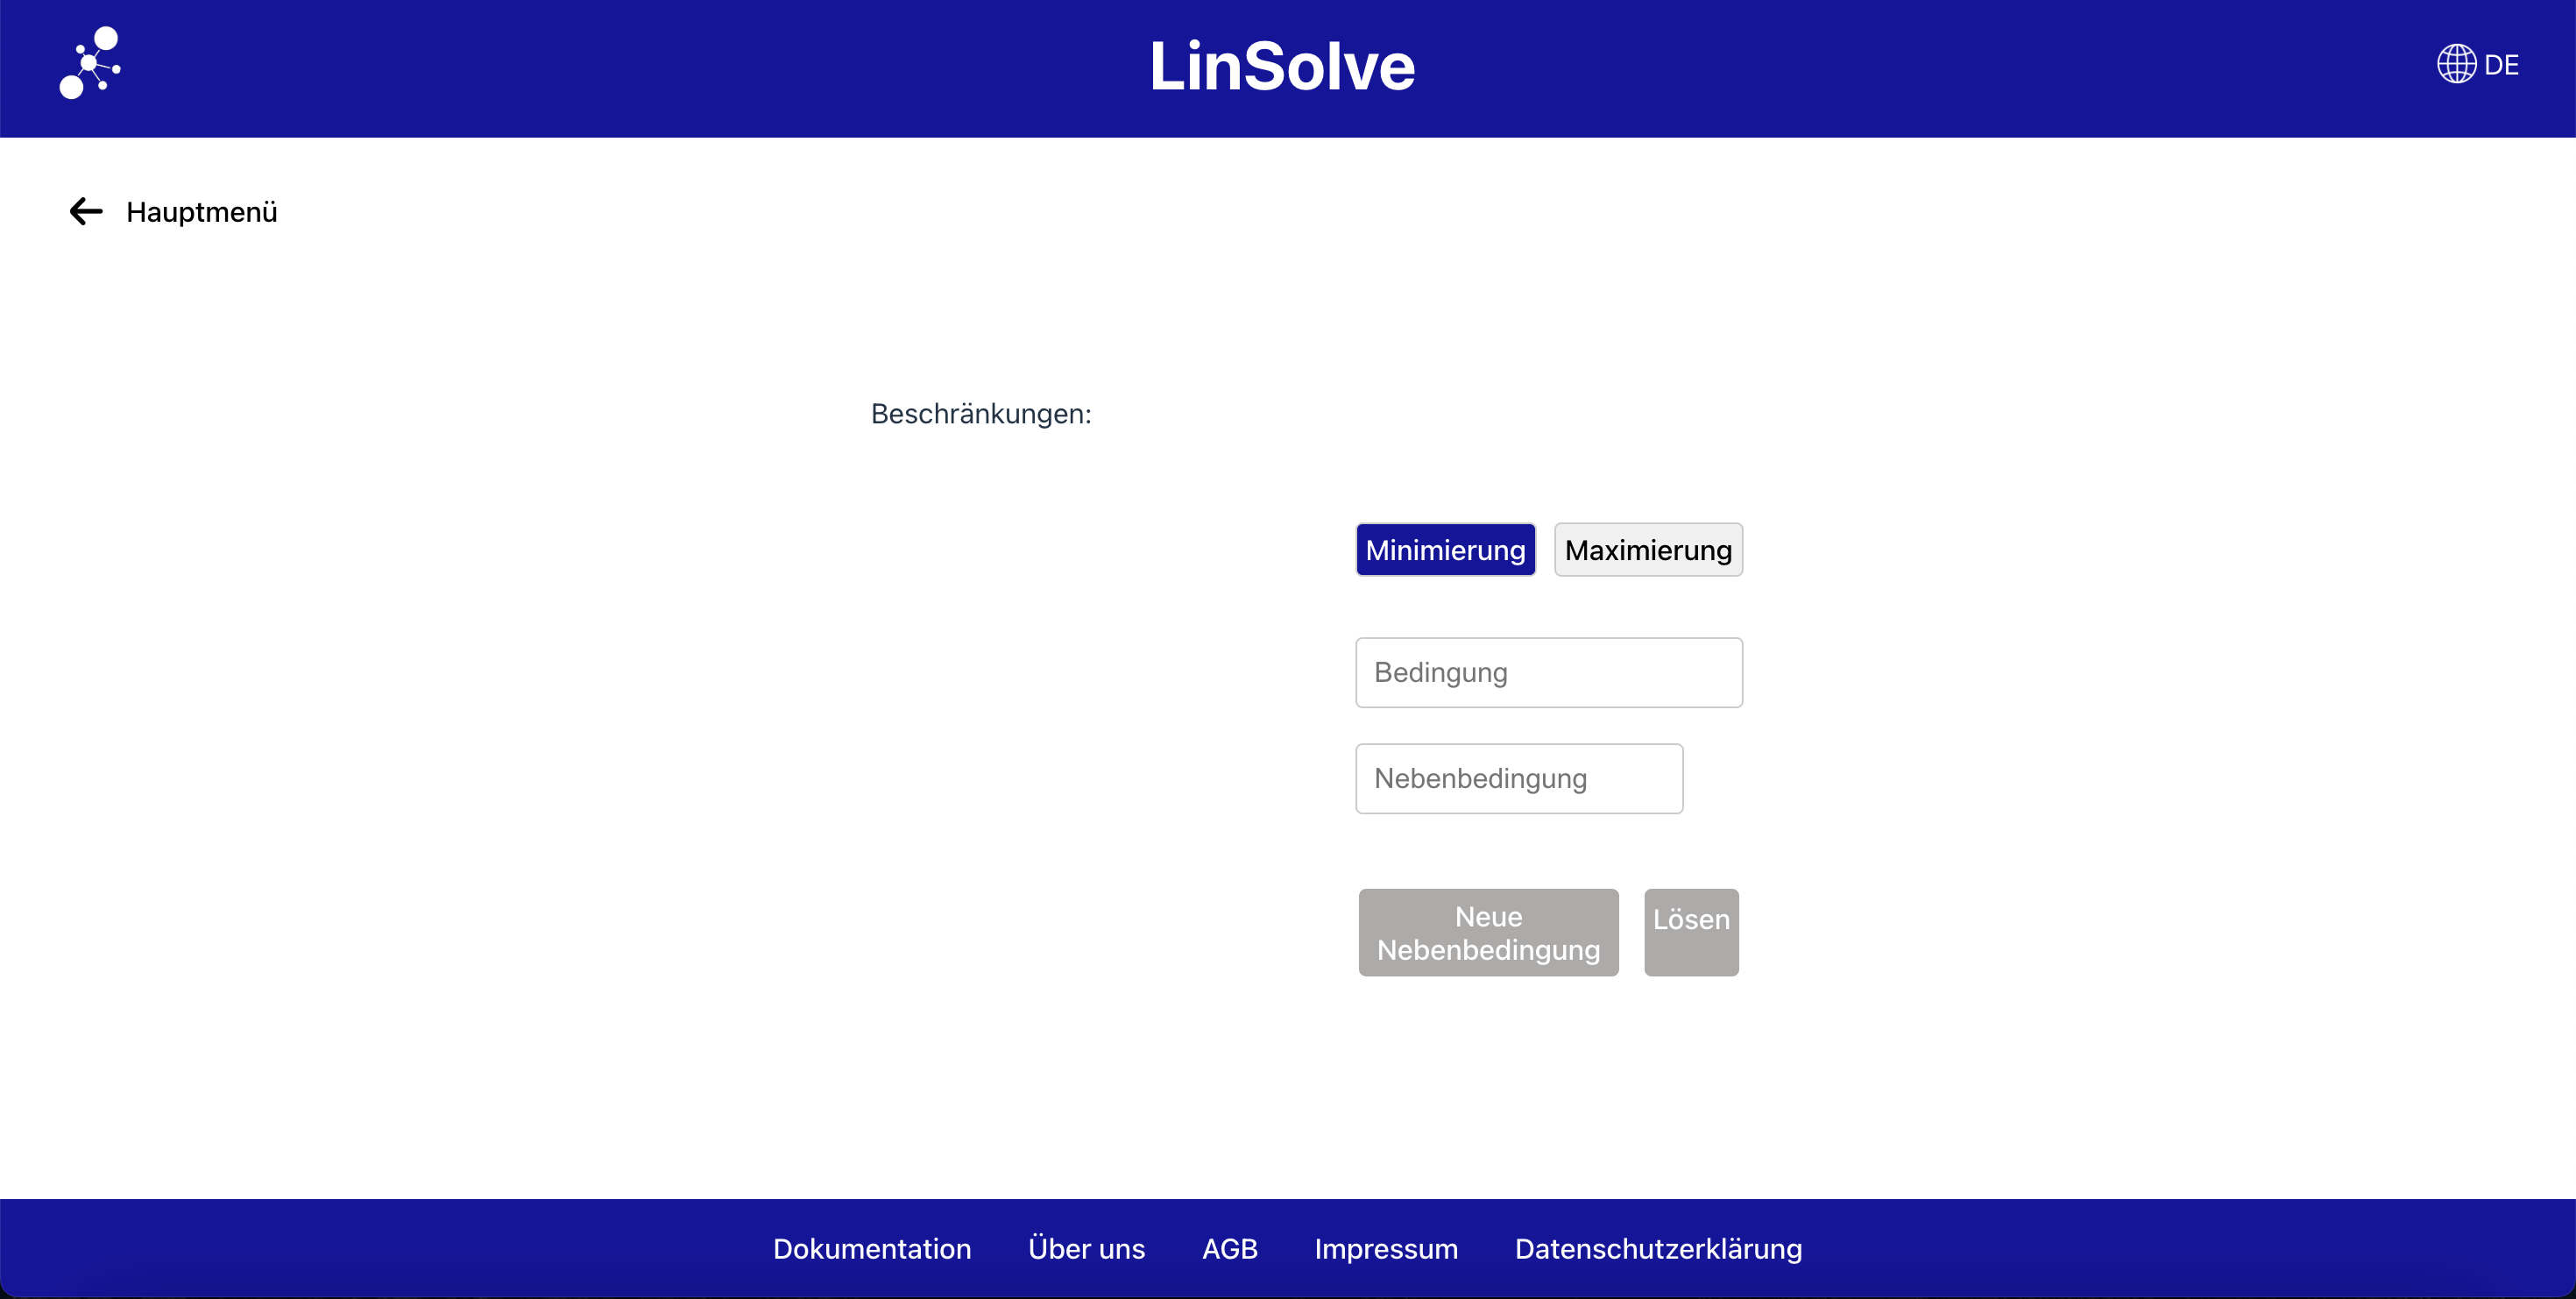 LinSolve
DE
Hauptmenü
Beschränkungen:
Minimierung
Maximierung
Bedingung
Nebenbedingung
Neue
Nebenbedingung
Lösen
Dokumentation
Über uns
AGB
Impressum
Datenschutzerklärung